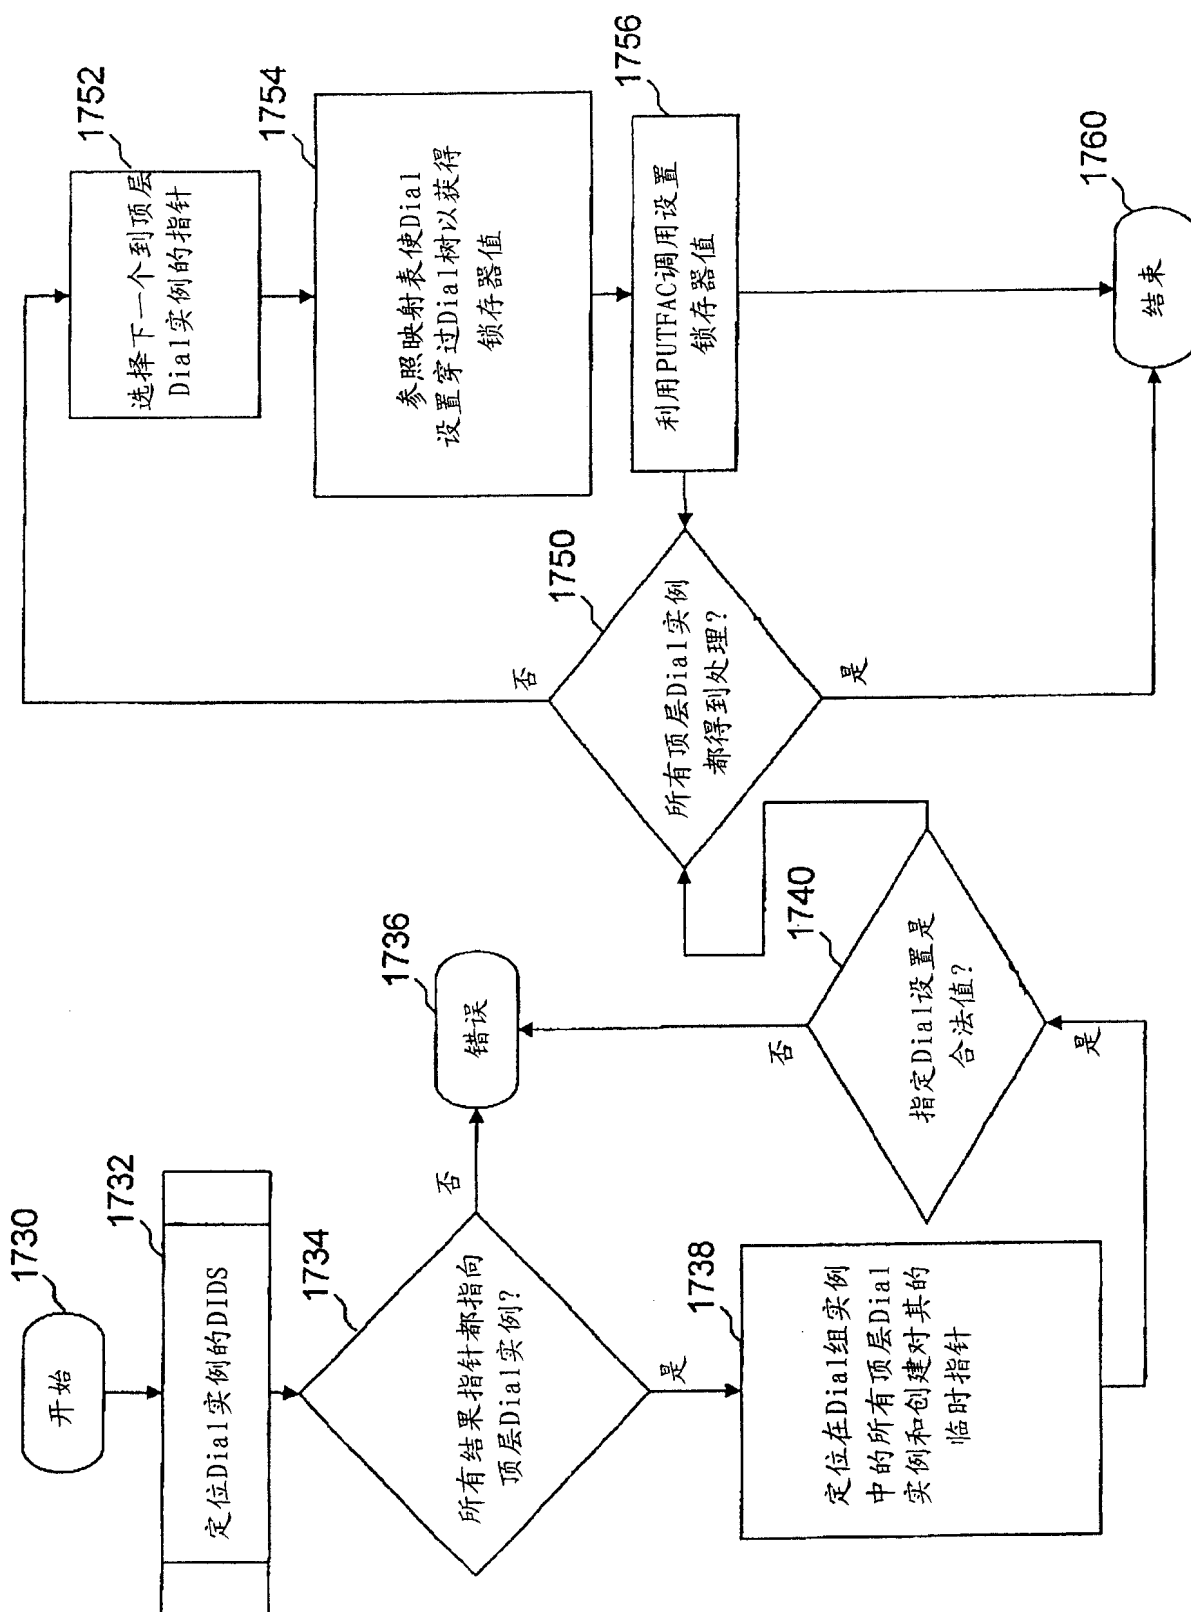 1730
开始
1732
定位Dial实例的DIDS
1734
所有结果指针都指向
顶层Dial实例?
否
是
1736
错误
1738
定位在Dial组实例
中的所有顶层Dial
实例和创建对其的
临时指针
1740
指定Dial设置是
合法值?
否
是
1750
所有顶层Dial实例
都得到处理?
否
是
1752
选择下一个到顶层
Dial实例的指针
1754
参照映射表使Dial
设置穿过Dial树以获得
锁存器值
1756
利用PUTFAC调用设置
锁存器值
1760
结束